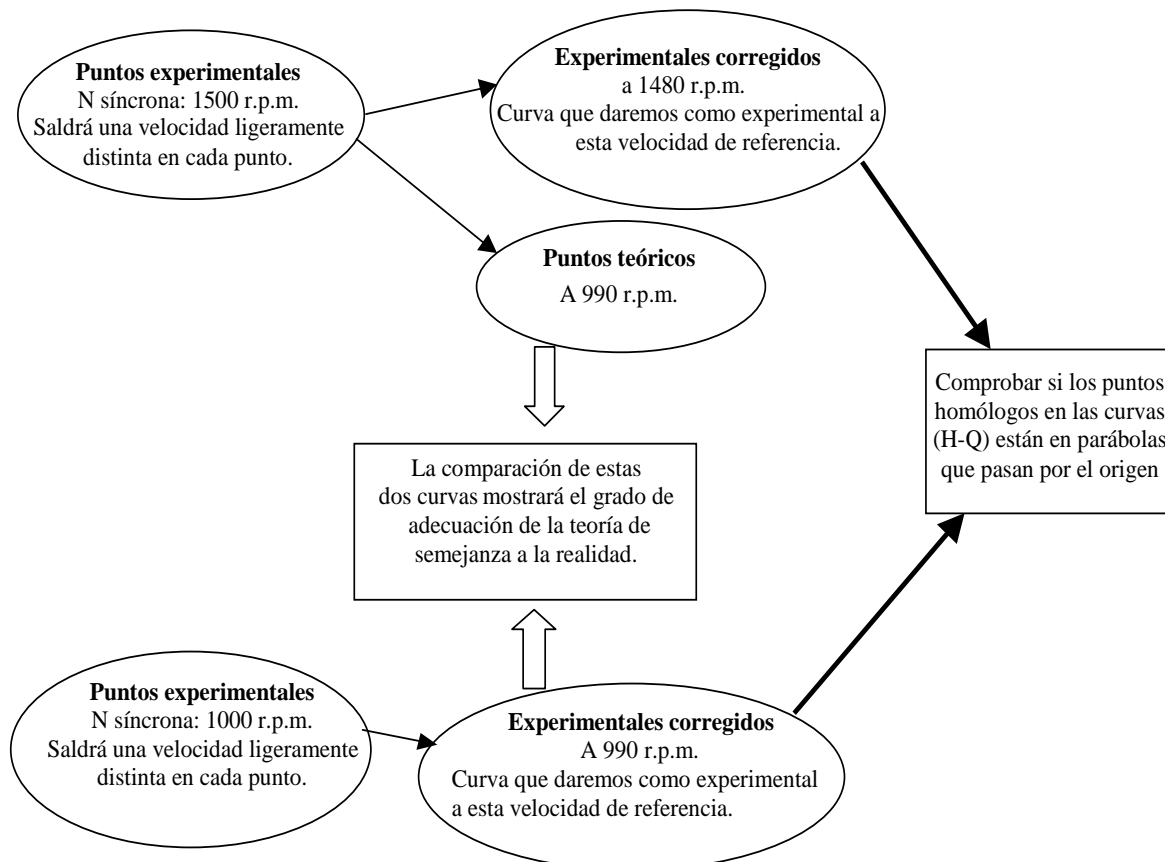 Puntos experimentales
N síncrona: 1500 r.p.m.
Saldrá una velocidad ligeramente
distinta en cada punto.
Experimentales corregidos
a 1480 r.p.m.
Curva que daremos como experimental a
esta velocidad de referencia.
Puntos teóricos
A 990 r.p.m.
Comprobar si los puntos
homólogos en las curvas
(H-Q) están en parábolas
que pasan por el origen
La comparación de estas
dos curvas mostrará el grado de
adecuación de la teoría de
semejanza a la realidad.
Puntos experimentales
N síncrona: 1000 r.p.m.
Saldrá una velocidad ligeramente
distinta en cada punto.
Experimentales corregidos
A 990 r.p.m.
Curva que daremos como experimental
a esta velocidad de referencia.